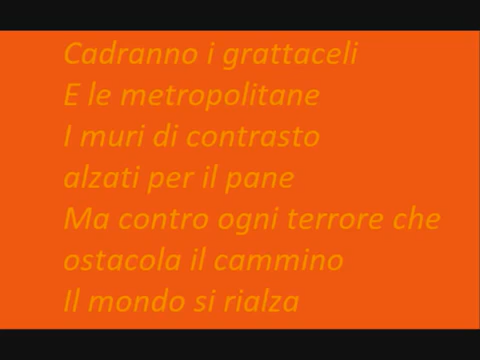 Cadranno i grattaceli
E le metropolitane
I muri di contrasto
alzati per il pane
Ma contro ogni terrore che
ostacola il cammino
Il mondo si rialza